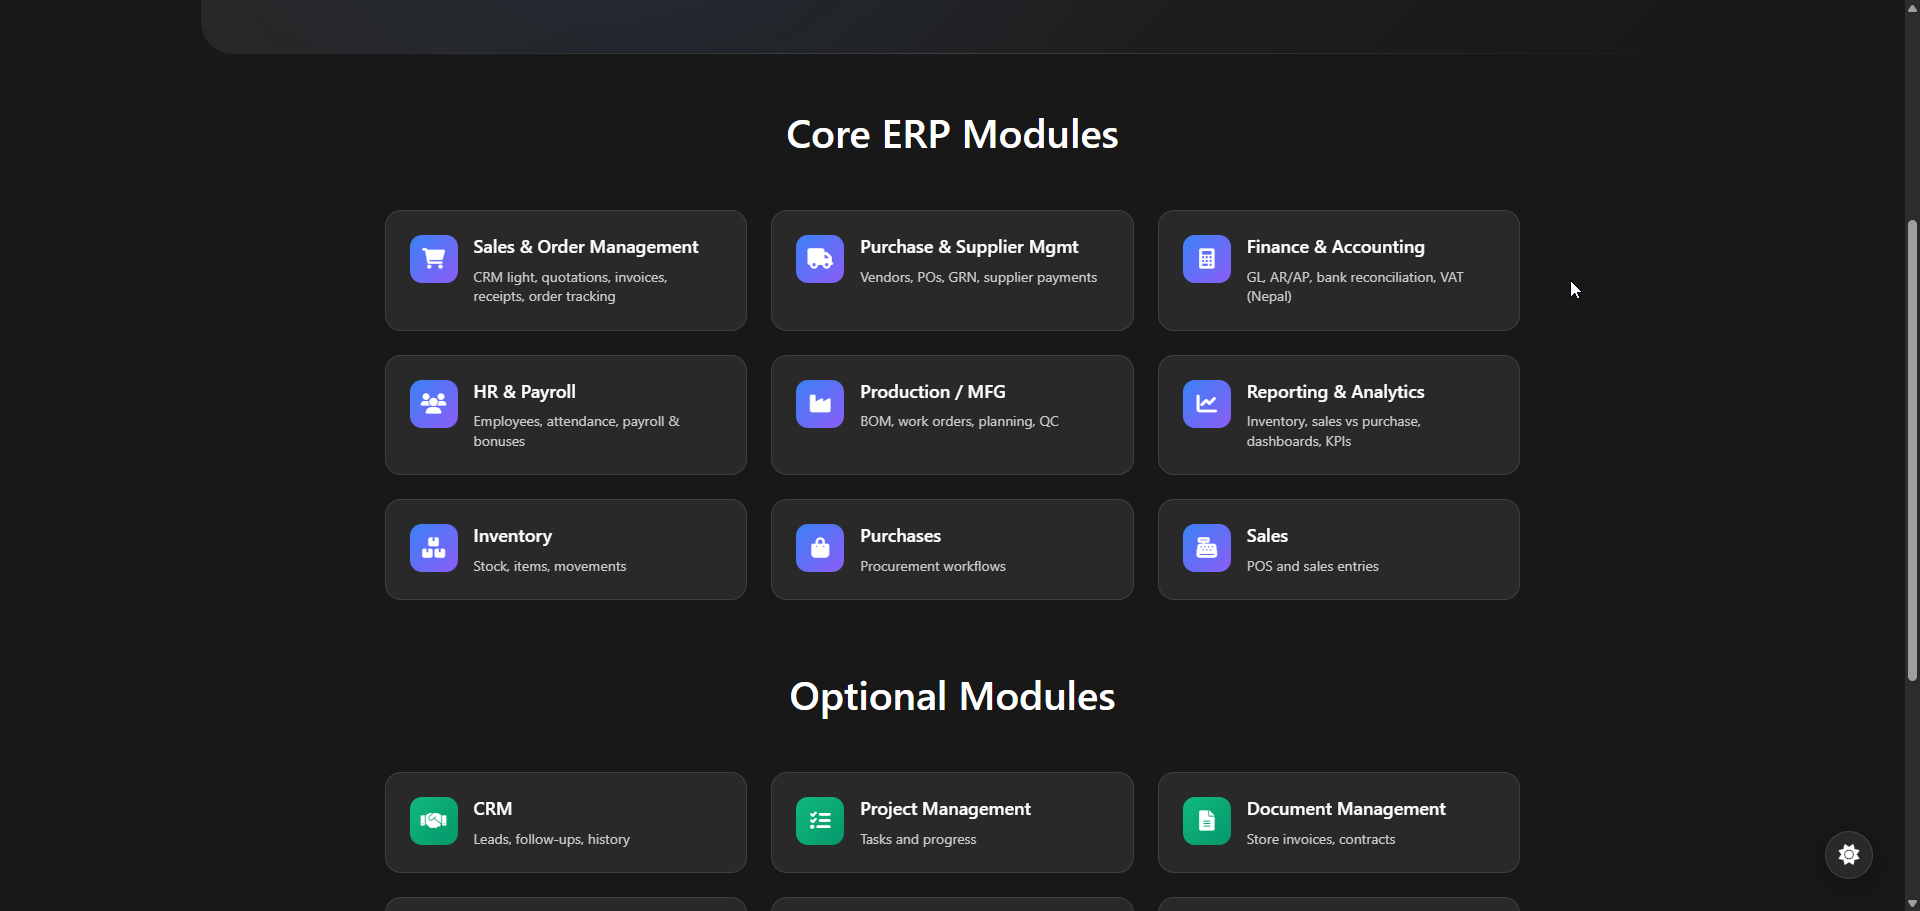 Core ERP Modules
Sales & Order Management
CRM light, quotations, invoices,
receipts, order tracking
Purchase & Supplier Mgmt
Vendors, POs, GRN, supplier payments
Finance & Accounting
GL, AR/AP, bank reconciliation, VAT
(Nepal)
HR & Payroll
Employees, attendance, payroll &
bonuses
Production / MFG
BOM, work orders, planning, QC
Reporting & Analytics
Inventory, sales vs purchase,
dashboards, KPIs
Inventory
Stock, items, movements
Purchases
Procurement workflows
Sales
POS and sales entries
Optional Modules
CRM
Leads, follow-ups, history
Project Management
Tasks and progress
Document Management
Store invoices, contracts